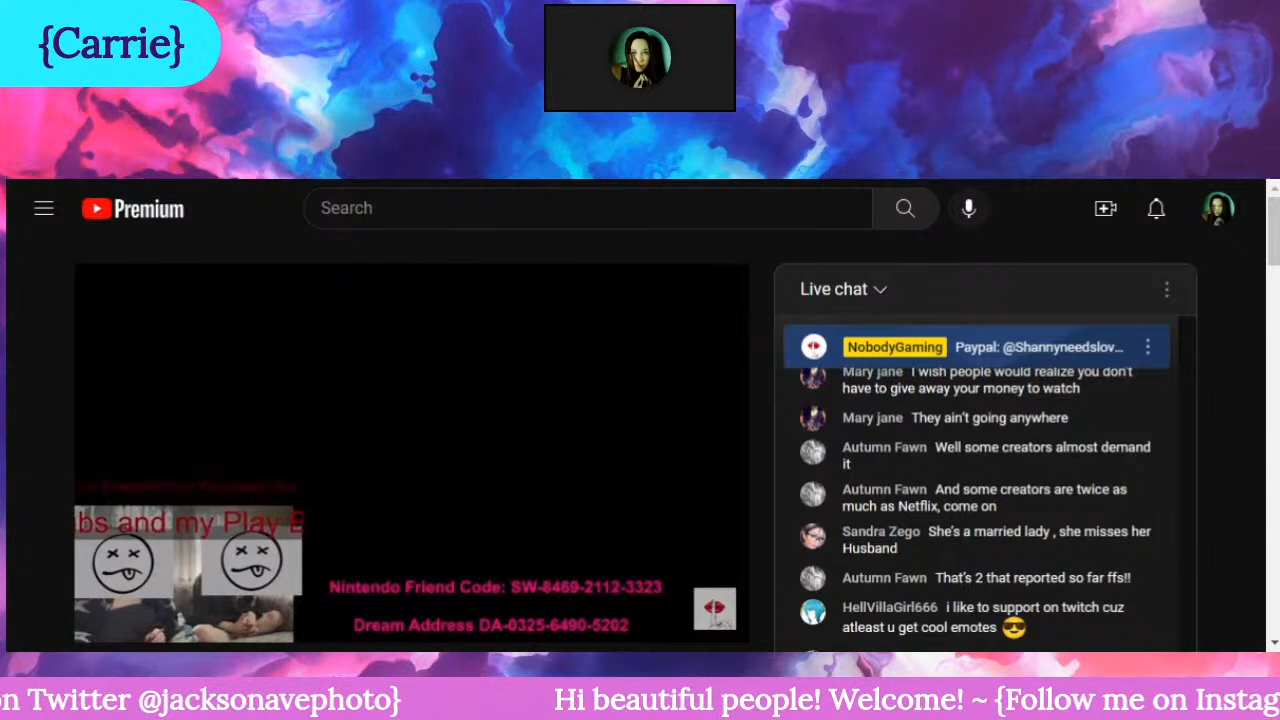 {Carrie}
Premium
Search
Live chat
NobodyGaming Paypal: @Shannyneedslov...
Mary jane I wish people would realize you don't
have to give away your money to watch
Mary jane They ain't going anywhere
Autumn Fawn Well some creators almost demand
it
Autumn Fawn And some creators are twice as
much as Netflix, come on
Sandra Zego She's a married lady , she misses her
Husband
Autumn Fawn That's 2 that reported so far ffs!!
HellVillaGirl666 i like to support on twitch cuz
atleast u get cool emotes 😎
bs and my Play
Nintendo Friend Code: SW-8469-2112-3323
Dream Address DA-0325-6490-5202
on Twitter @jacksonavephoto} Hi beautiful people! Welcome! ~ {Follow me on Instag